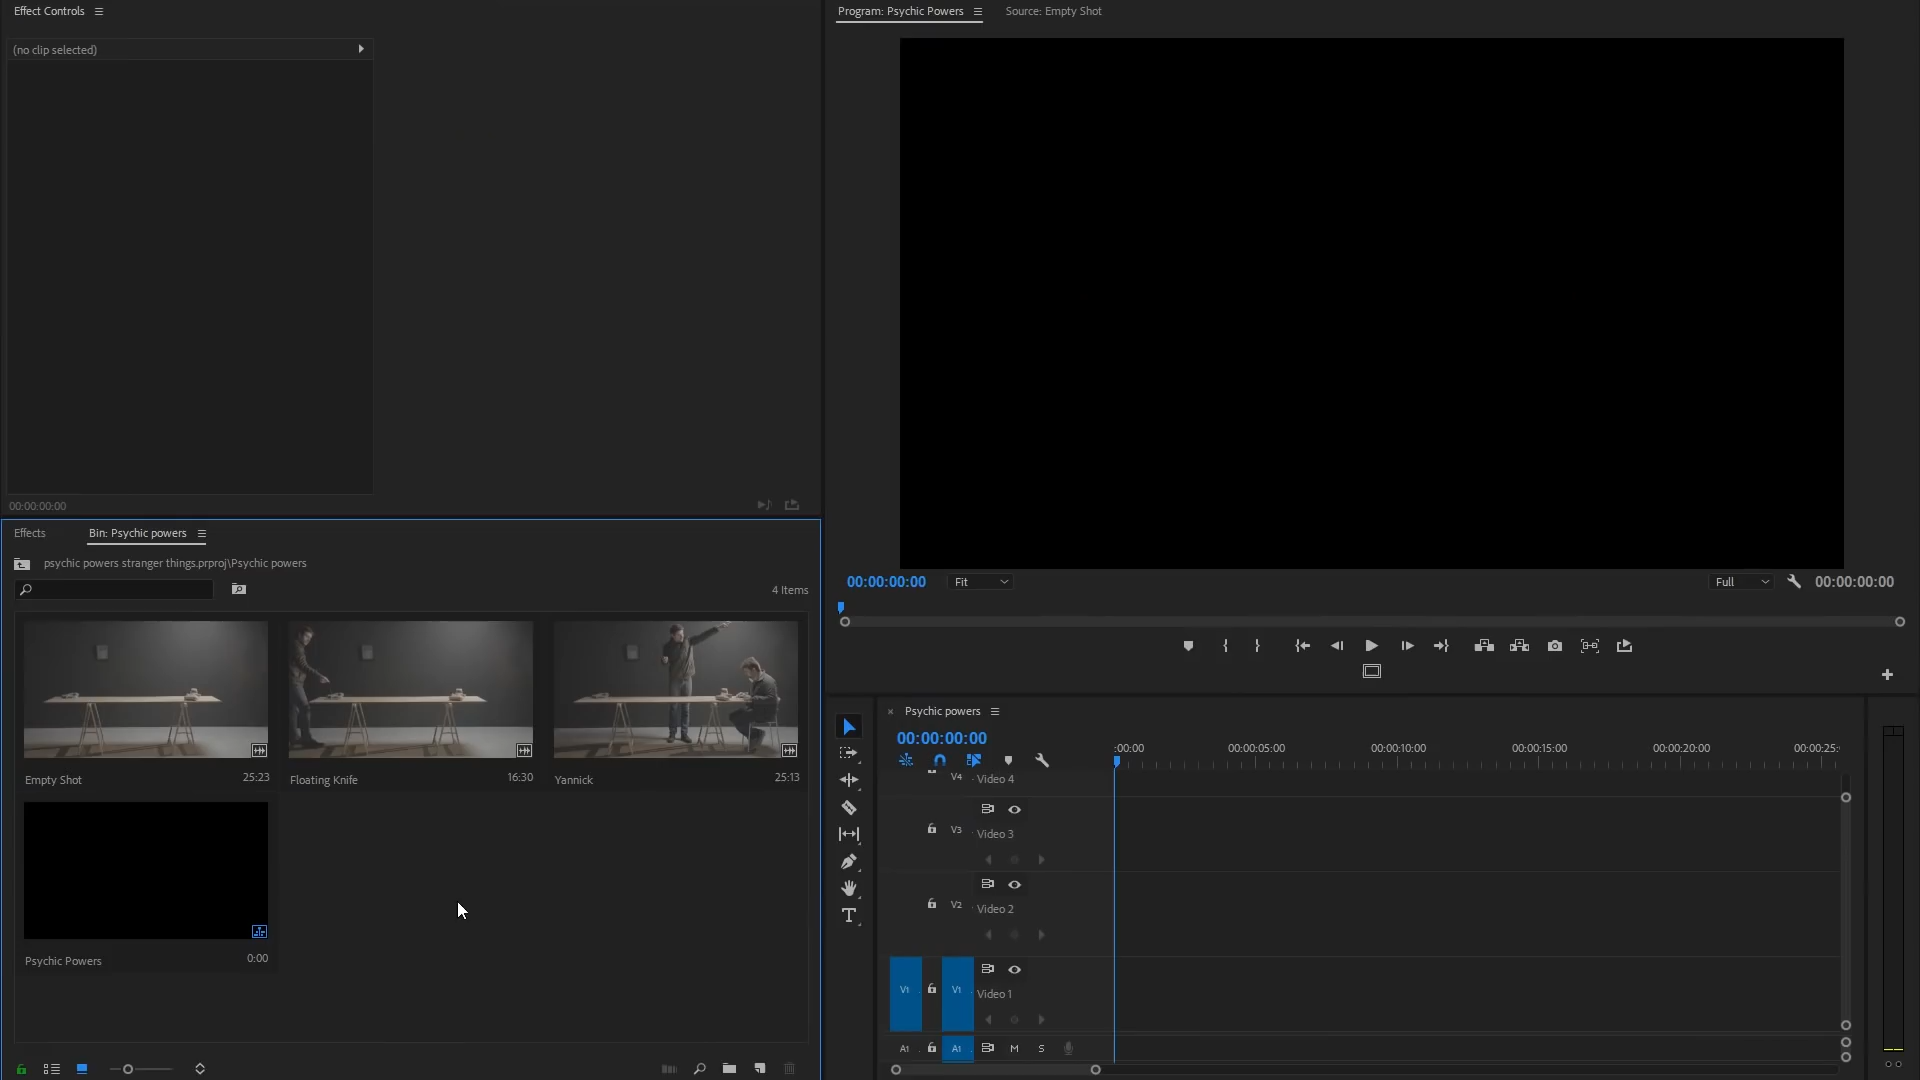 Effect Controls
(no clip selected)
00:00:00:00
Program: Psychic Powers
Source: Empty Shot
00:00:00:00
Fit
Full
00:00:00:00
Effects
Bin: Psychic powers
psychic powers stranger things.prproj\Psychic powers
4 Items
Empty Shot
25:23
Floating Knife
16:30
Yannick
25:13
Psychic Powers
0:00
Psychic powers
00:00:00:00
:00:00
00:00:05:00
00:00:10:00
00:00:15:00
00:00:20:00
00:00:25:
V4
Video 4
V3
Video 3
V2
Video 2
V1
V1
Video 1
A1
A1
M
S